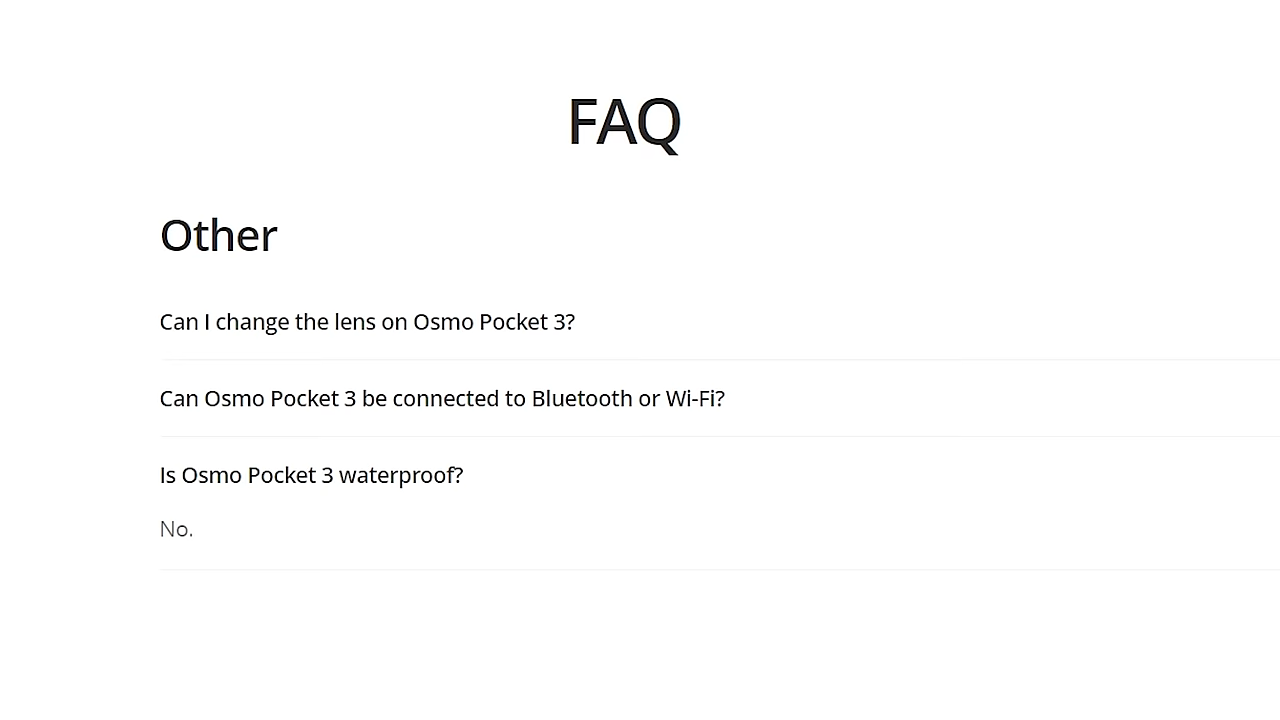 FAQ
Other
Can I change the lens on Osmo Pocket 3?
Can Osmo Pocket 3 be connected to Bluetooth or Wi-Fi?
Is Osmo Pocket 3 waterproof?
No.